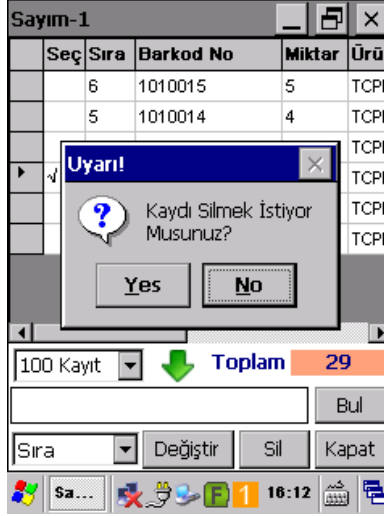 Sayım-1
Seç Sıra Barkod No Miktar Ürü
6 1010015 5 TCP
5 1010014 4 TCP
TCP
Uyarı!
√ TCP
Kaydı Silmek İstiyor
Musunuz?
TCP
TCP
Yes No
100 Kayıt Toplam 29
Bul
Sıra Değiştir Sil Kapat
Sa... F 1 16:12